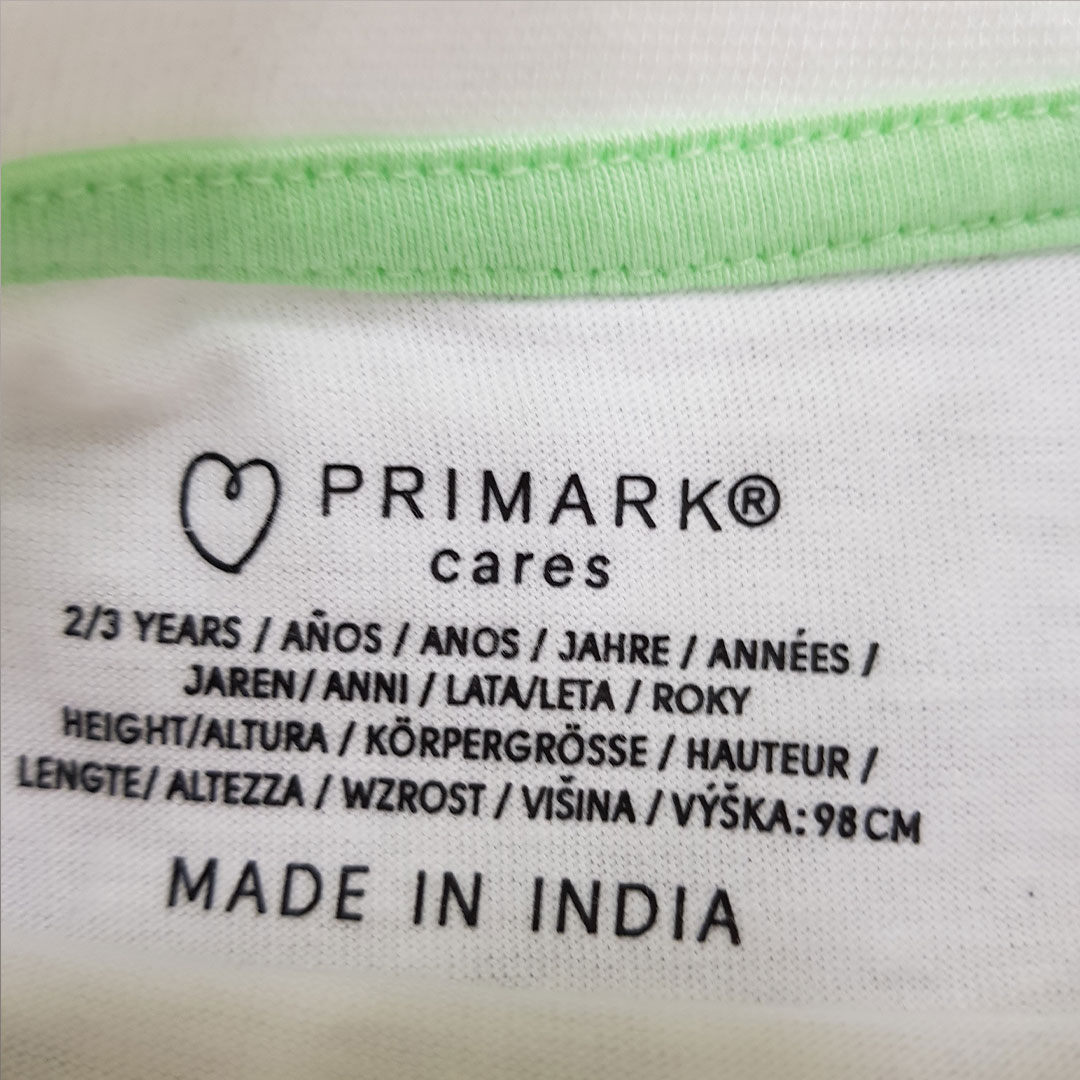 PRIMARK®
cares
2/3 YEARS / AÑOS / ANOS / JAHRE / ANNÉES /
JAREN/ ANNI / LATA/LETA / ROKY
HEIGHT/ALTURA / KÖRPERGRÖSSE / HAUTEUR /
LENGTE/ ALTEZZA / WZROST / VIŠINA / VÝŠKA: 98 CM
MADE IN INDIA